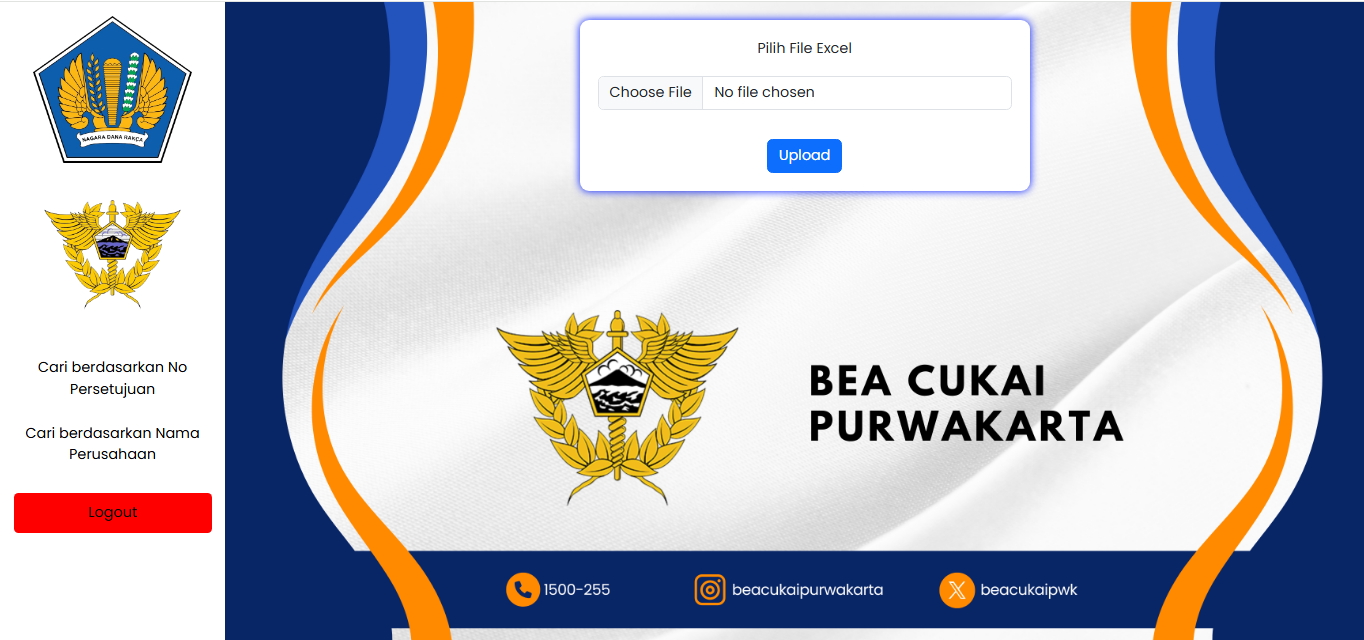 NAGARA DANA RAKCA
Cari berdasarkan No
Persetujuan
Cari berdasarkan Nama
Perusahaan
Logout
Pilih File Excel
Choose File No file chosen
Upload
BEA CUKAI
PURWAKARTA
1500-255 beacukaipurwakarta beacukaipwk